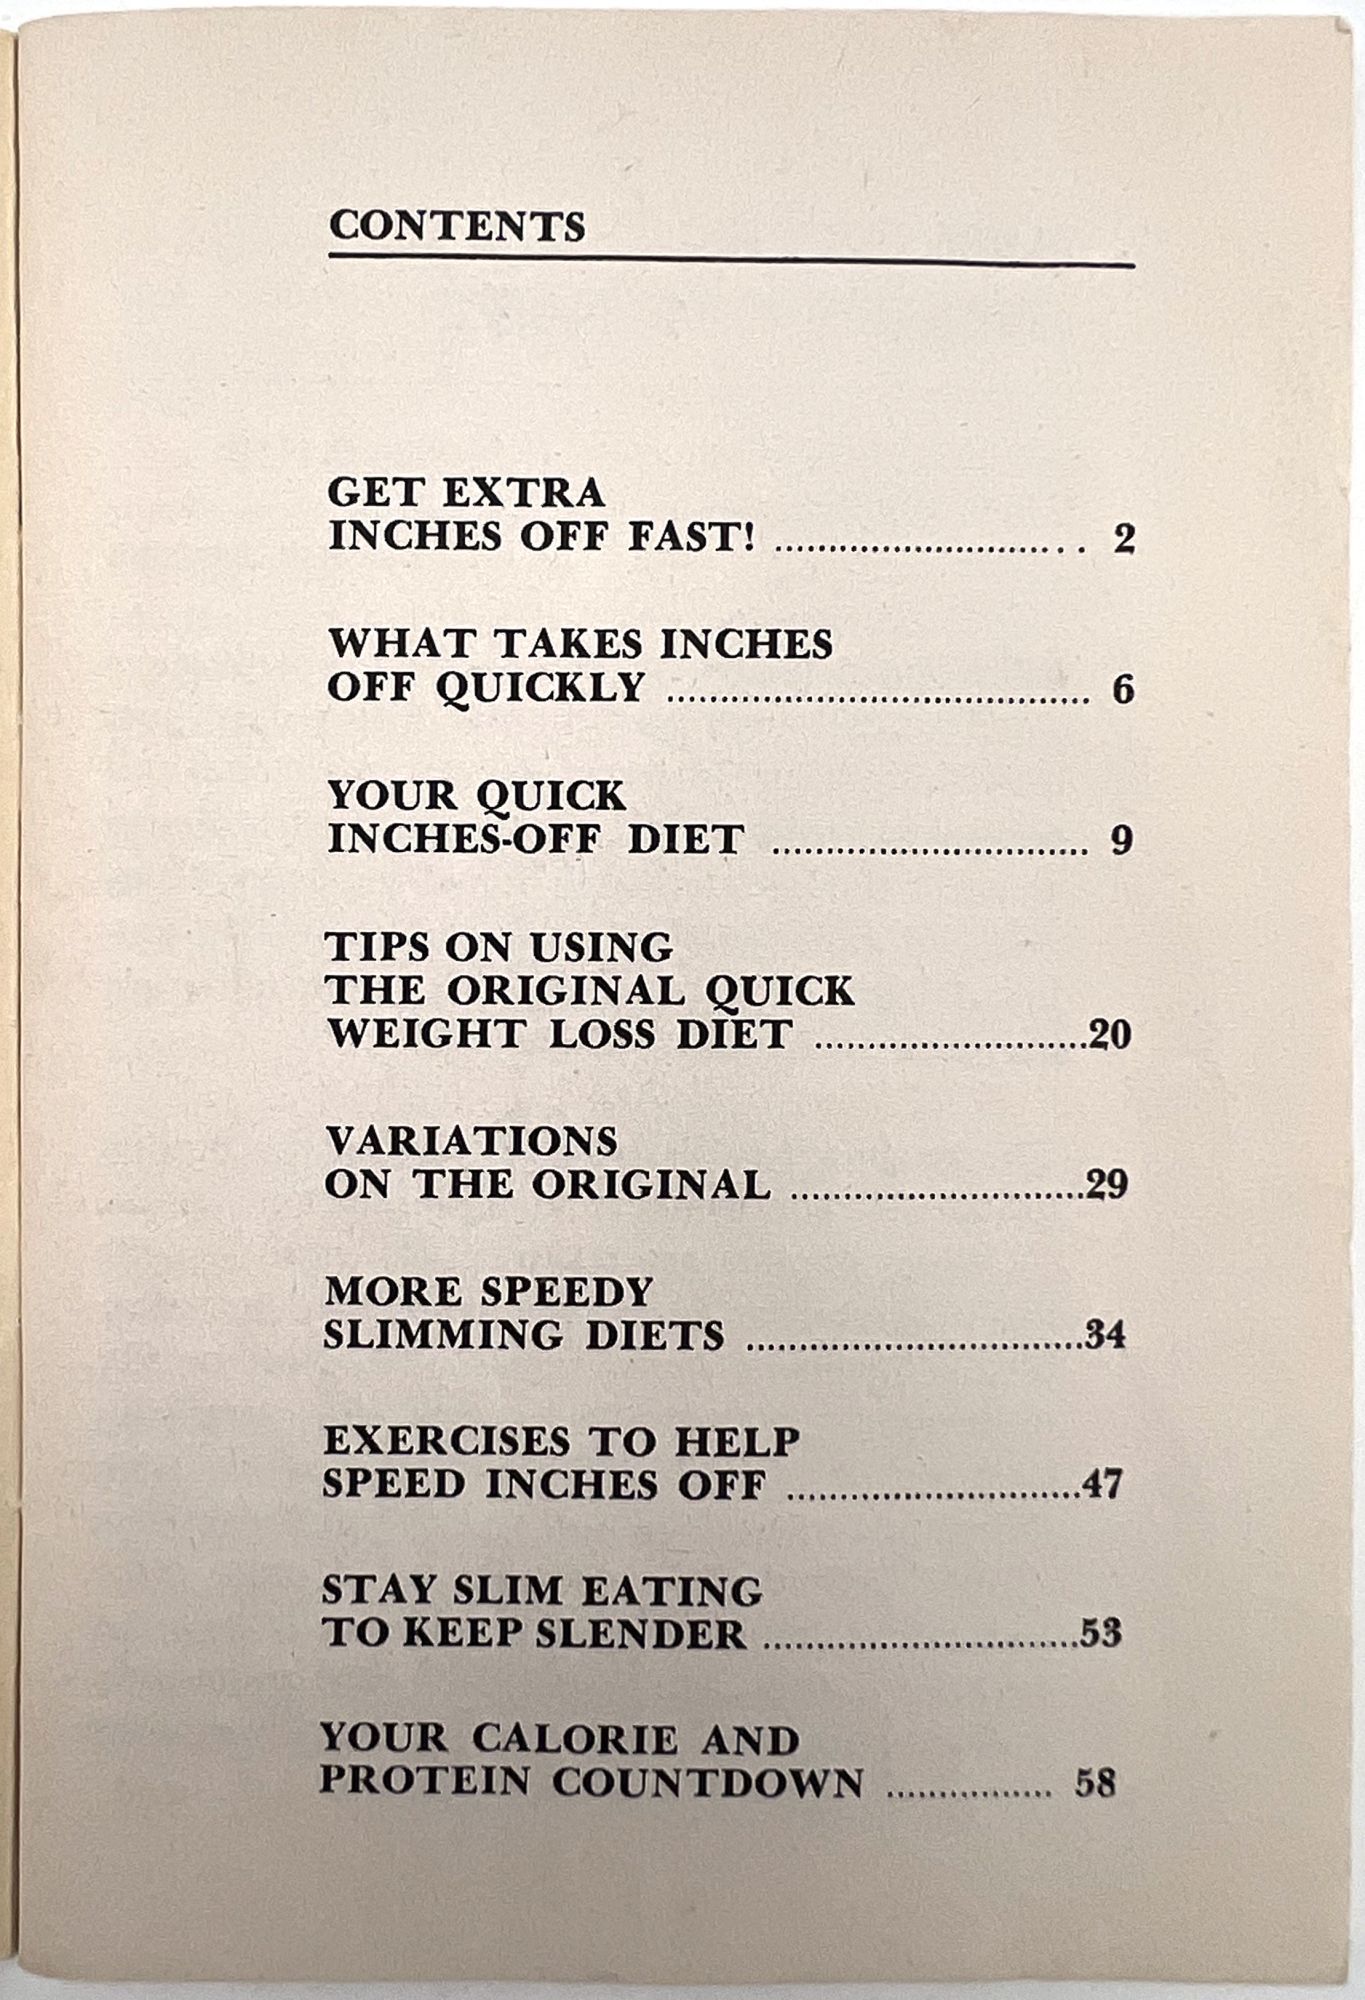 CONTENTS
GET EXTRA
INCHES OFF FAST! ............................ 2
WHAT TAKES INCHES
OFF QUICKLY ........................................ 6
YOUR QUICK
INCHES-OFF DIET .............................. 9
TIPS ON USING
THE ORIGINAL QUICK
WEIGHT LOSS DIET ..........................20
VARIATIONS
ON THE ORIGINAL ............................29
MORE SPEEDY
SLIMMING DIETS ................................34
EXERCISES TO HELP
SPEED INCHES OFF ............................47
STAY SLIM EATING
TO KEEP SLENDER ..............................53
YOUR CALORIE AND
PROTEIN COUNTDOWN ................ 58